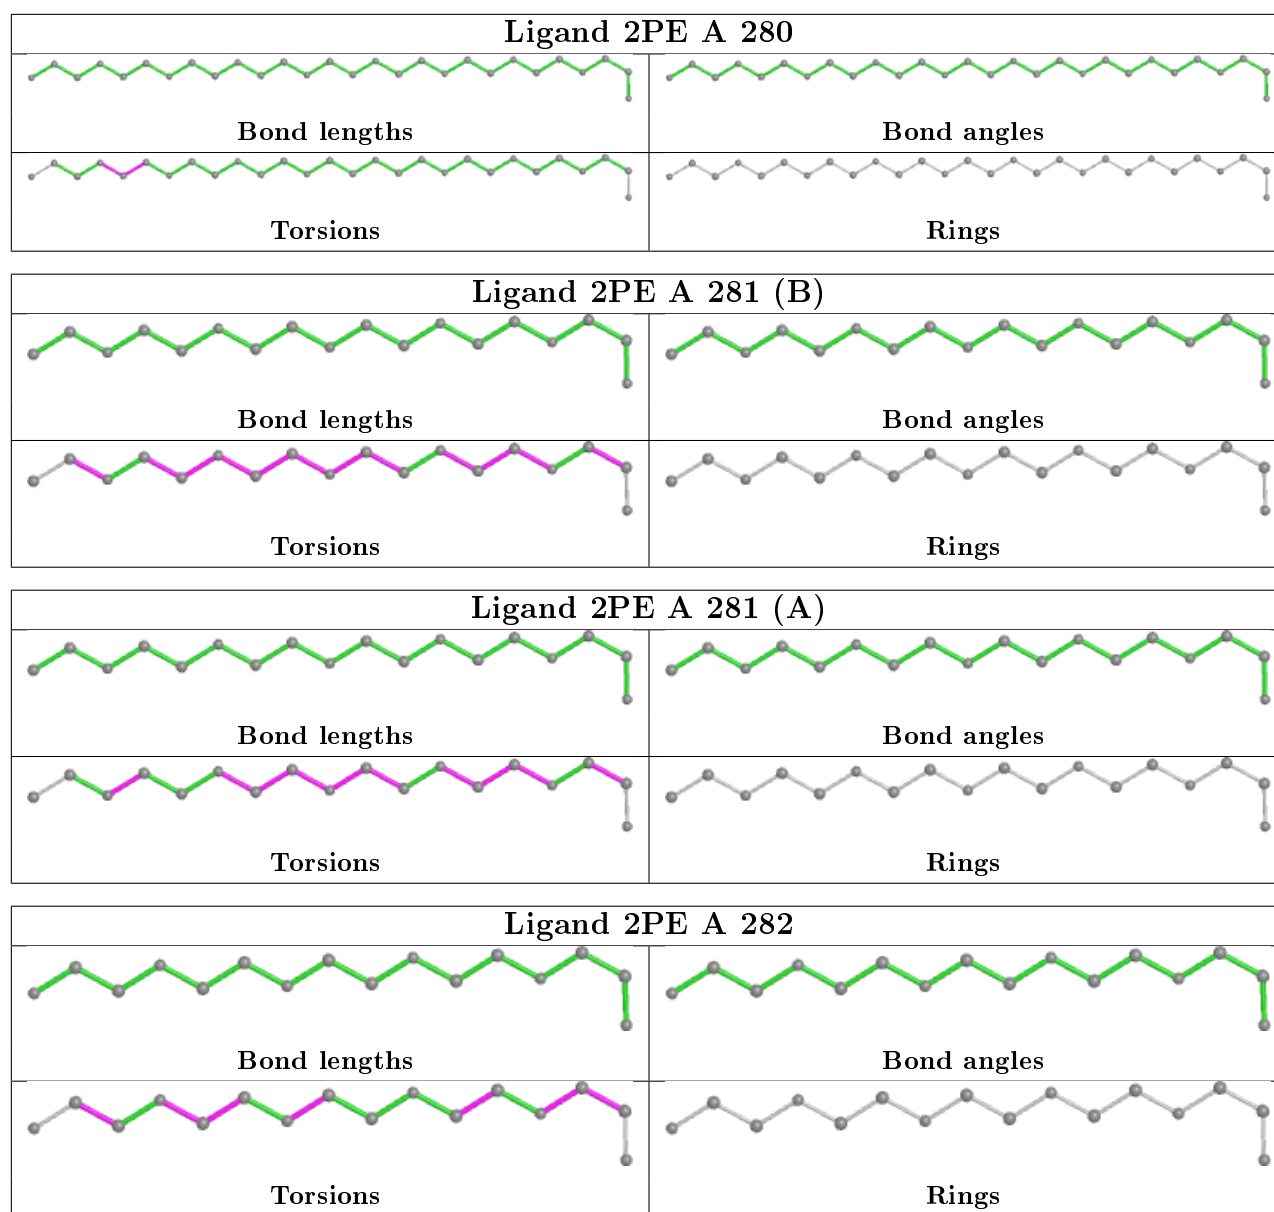 Ligand 2PE A 280
Bond lengths
Bond angles
Torsions
Rings
Ligand 2PE A 281 (B)
Bond lengths
Bond angles
Torsions
Rings
Ligand 2PE A 281 (A)
Bond lengths
Bond angles
Torsions
Rings
Ligand 2PE A 282
Bond lengths
Bond angles
Torsions
Rings